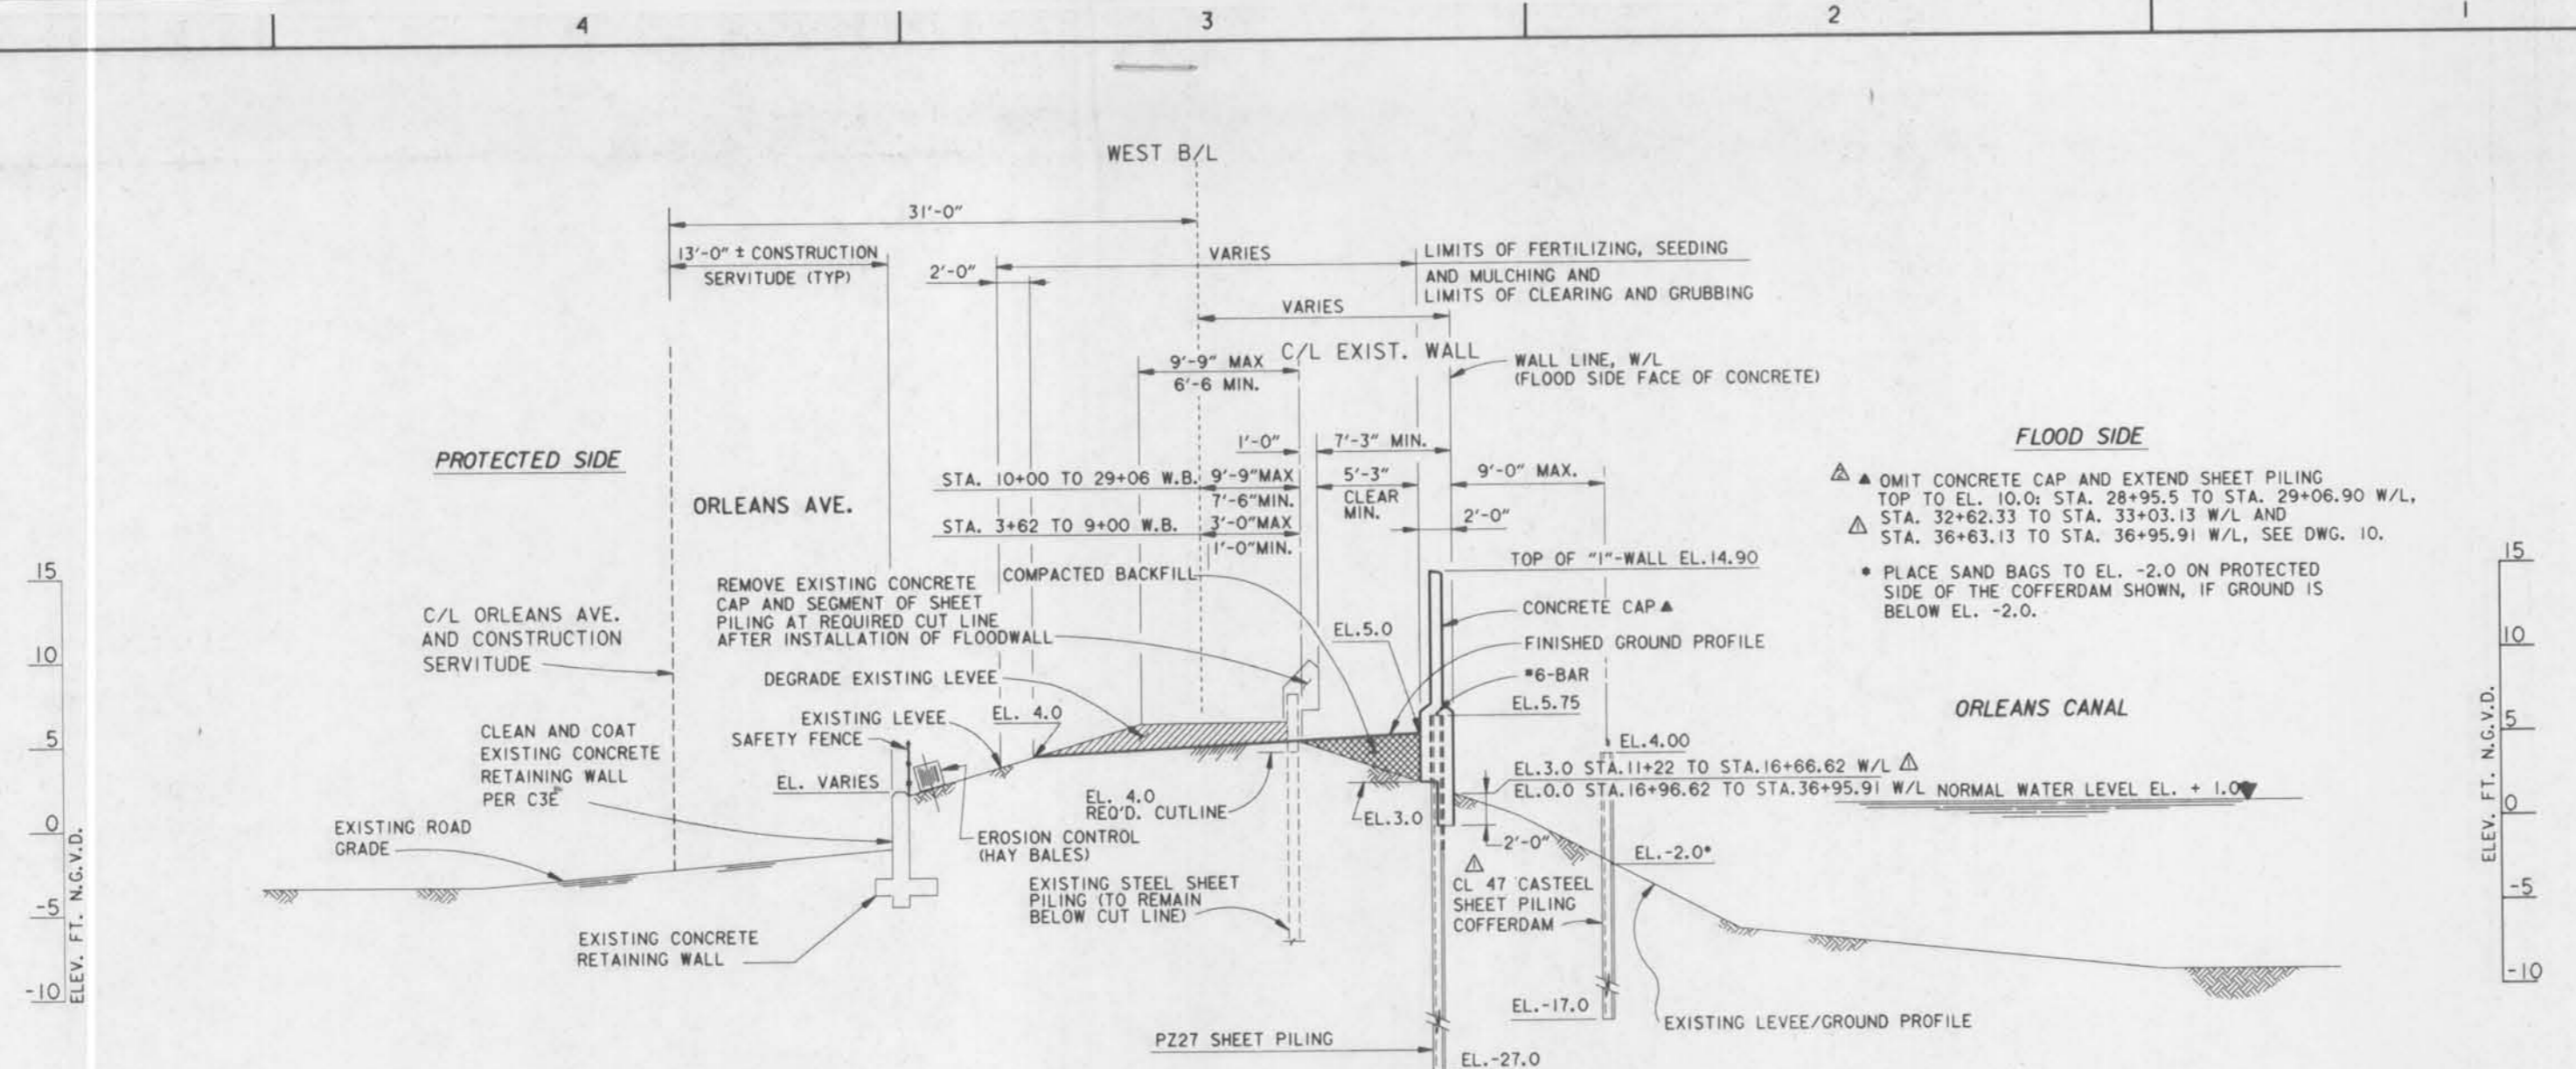 4
3
2
1
WEST B/L
31'-0"
13'-0" ± CONSTRUCTION
SERVITUDE (TYP)
2'-0"
VARIES
LIMITS OF FERTILIZING, SEEDING
AND MULCHING AND
LIMITS OF CLEARING AND GRUBBING
VARIES
9'-9" MAX
6'-6 MIN.
C/L EXIST. WALL
WALL LINE, W/L
(FLOOD SIDE FACE OF CONCRETE)
PROTECTED SIDE
ORLEANS AVE.
1'-0"
7'-3" MIN.
STA. 10+00 TO 29+06 W.B.
9'-9"MAX
7'-6"MIN.
STA. 3+62 TO 9+00 W.B.
3'-0"MAX
1'-0"MIN.
5'-3"
CLEAR
MIN.
9'-0" MAX.
2'-0"
FLOOD SIDE
2 ▲ OMIT CONCRETE CAP AND EXTEND SHEET PILING
TOP TO EL. 10.0: STA. 28+95.5 TO STA. 29+06.90 W/L,
STA. 32+62.33 TO STA. 33+03.13 W/L AND
1 STA. 36+63.13 TO STA. 36+95.91 W/L, SEE DWG. 10.
* PLACE SAND BAGS TO EL. -2.0 ON PROTECTED
SIDE OF THE COFFERDAM SHOWN, IF GROUND IS
BELOW EL. -2.0.
TOP OF "I"-WALL EL.14.90
COMPACTED BACKFILL
REMOVE EXISTING CONCRETE
CAP AND SEGMENT OF SHEET
PILING AT REQUIRED CUT LINE
AFTER INSTALLATION OF FLOODWALL
C/L ORLEANS AVE.
AND CONSTRUCTION
SERVITUDE
CONCRETE CAP ▲
EL.5.0
FINISHED GROUND PROFILE
DEGRADE EXISTING LEVEE
#6-BAR
EL.5.75
EXISTING LEVEE
EL. 4.0
SAFETY FENCE
CLEAN AND COAT
EXISTING CONCRETE
RETAINING WALL
PER C3E
EL. VARIES
ORLEANS CANAL
EL.4.00
EL.3.0 STA.11+22 TO STA.16+66.62 W/L 1
EL.0.0 STA.16+96.62 TO STA.36+95.91 W/L
NORMAL WATER LEVEL EL. + 1.0
EL. 4.0
REQ'D. CUTLINE
EL.3.0
2'-0"
EL.-2.0*
EXISTING ROAD
GRADE
EROSION CONTROL
(HAY BALES)
EXISTING STEEL SHEET
PILING (TO REMAIN
BELOW CUT LINE)
1
CL 47 CASTEEL
SHEET PILING
COFFERDAM
EXISTING CONCRETE
RETAINING WALL
EL.-17.0
EXISTING LEVEE/GROUND PROFILE
PZ27 SHEET PILING
EL.-27.0
15
10
5
0
-5
-10
ELEV. FT. N.G.V.D.
15
10
5
0
-5
-10
ELEV. FT. N.G.V.D.